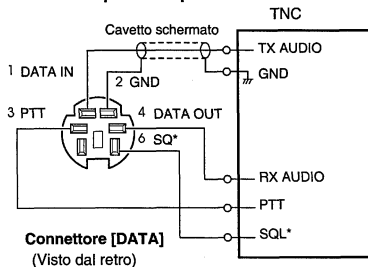 TNC
Cavetto schermato
TX AUDIO
1 DATA IN
2 GND
GND
3 PTT
4 DATA OUT
6 SQ*
RX AUDIO
PTT
SQL*
Connettore [DATA]
(Visto dal retro)